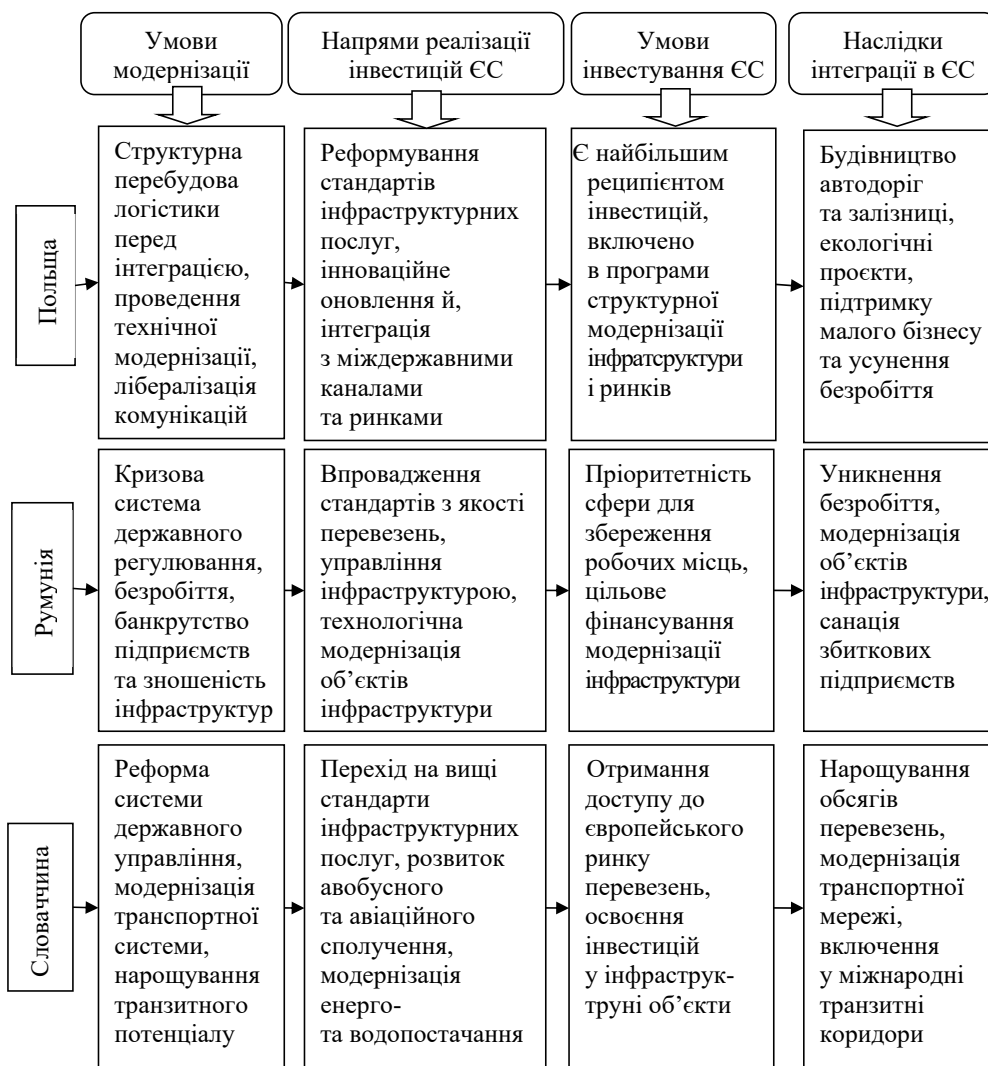 Умови
модернізації
Напрями реалізації
інвестицій ЄС
Умови
інвестування ЄС
Наслідки
інтеграції в ЄС
Польща
Структурна
перебудова
логістики
перед
інтеграцією,
проведення
технічної
модернізації,
лібералізація
комунікацій
Реформування
стандартів
інфраструктурних
послуг,
інноваційне
оновлення й,
інтеграція
з міждержавними
каналами
та ринками
Є найбільшим
реципієнтом
інвестицій,
включено
в програми
структурної
модернізації
інфратсруктури
і ринків
Будівництво
автодоріг
та залізниці,
екологічні
проєкти,
підтримку
малого бізнесу
та усунення
безробіття
Румунія
Кризова
система
державного
регулювання,
безробіття,
банкрутство
підприємств
та зношеність
інфраструктур
Впровадження
стандартів з якості
перевезень,
управління
інфраструктурою,
технологічна
модернізація
об’єктів
інфраструктури
Пріоритетність
сфери для
збереження
робочих місць,
цільове
фінансування
модернізації
інфраструктури
Уникнення
безробіття,
модернізація
об’єктів
інфраструктури,
санація
збиткових
підприємств
Словаччина
Реформа
системи
державного
управління,
модернізація
транспортної
системи,
нарощування
транзитного
потенціалу
Перехід на вищі
стандарти
інфраструктурних
послуг, розвиток
авобусного
та авіаційного
сполучення,
модернізація
енерго-
та водопостачання
Отримання
доступу до
європейського
ринку
перевезень,
освоєння
інвестицій
у інфраструк-
труні об’єкти
Нарощування
обсягів
перевезень,
модернізація
транспортної
мережі,
включення
у міжнародні
транзитні
коридори